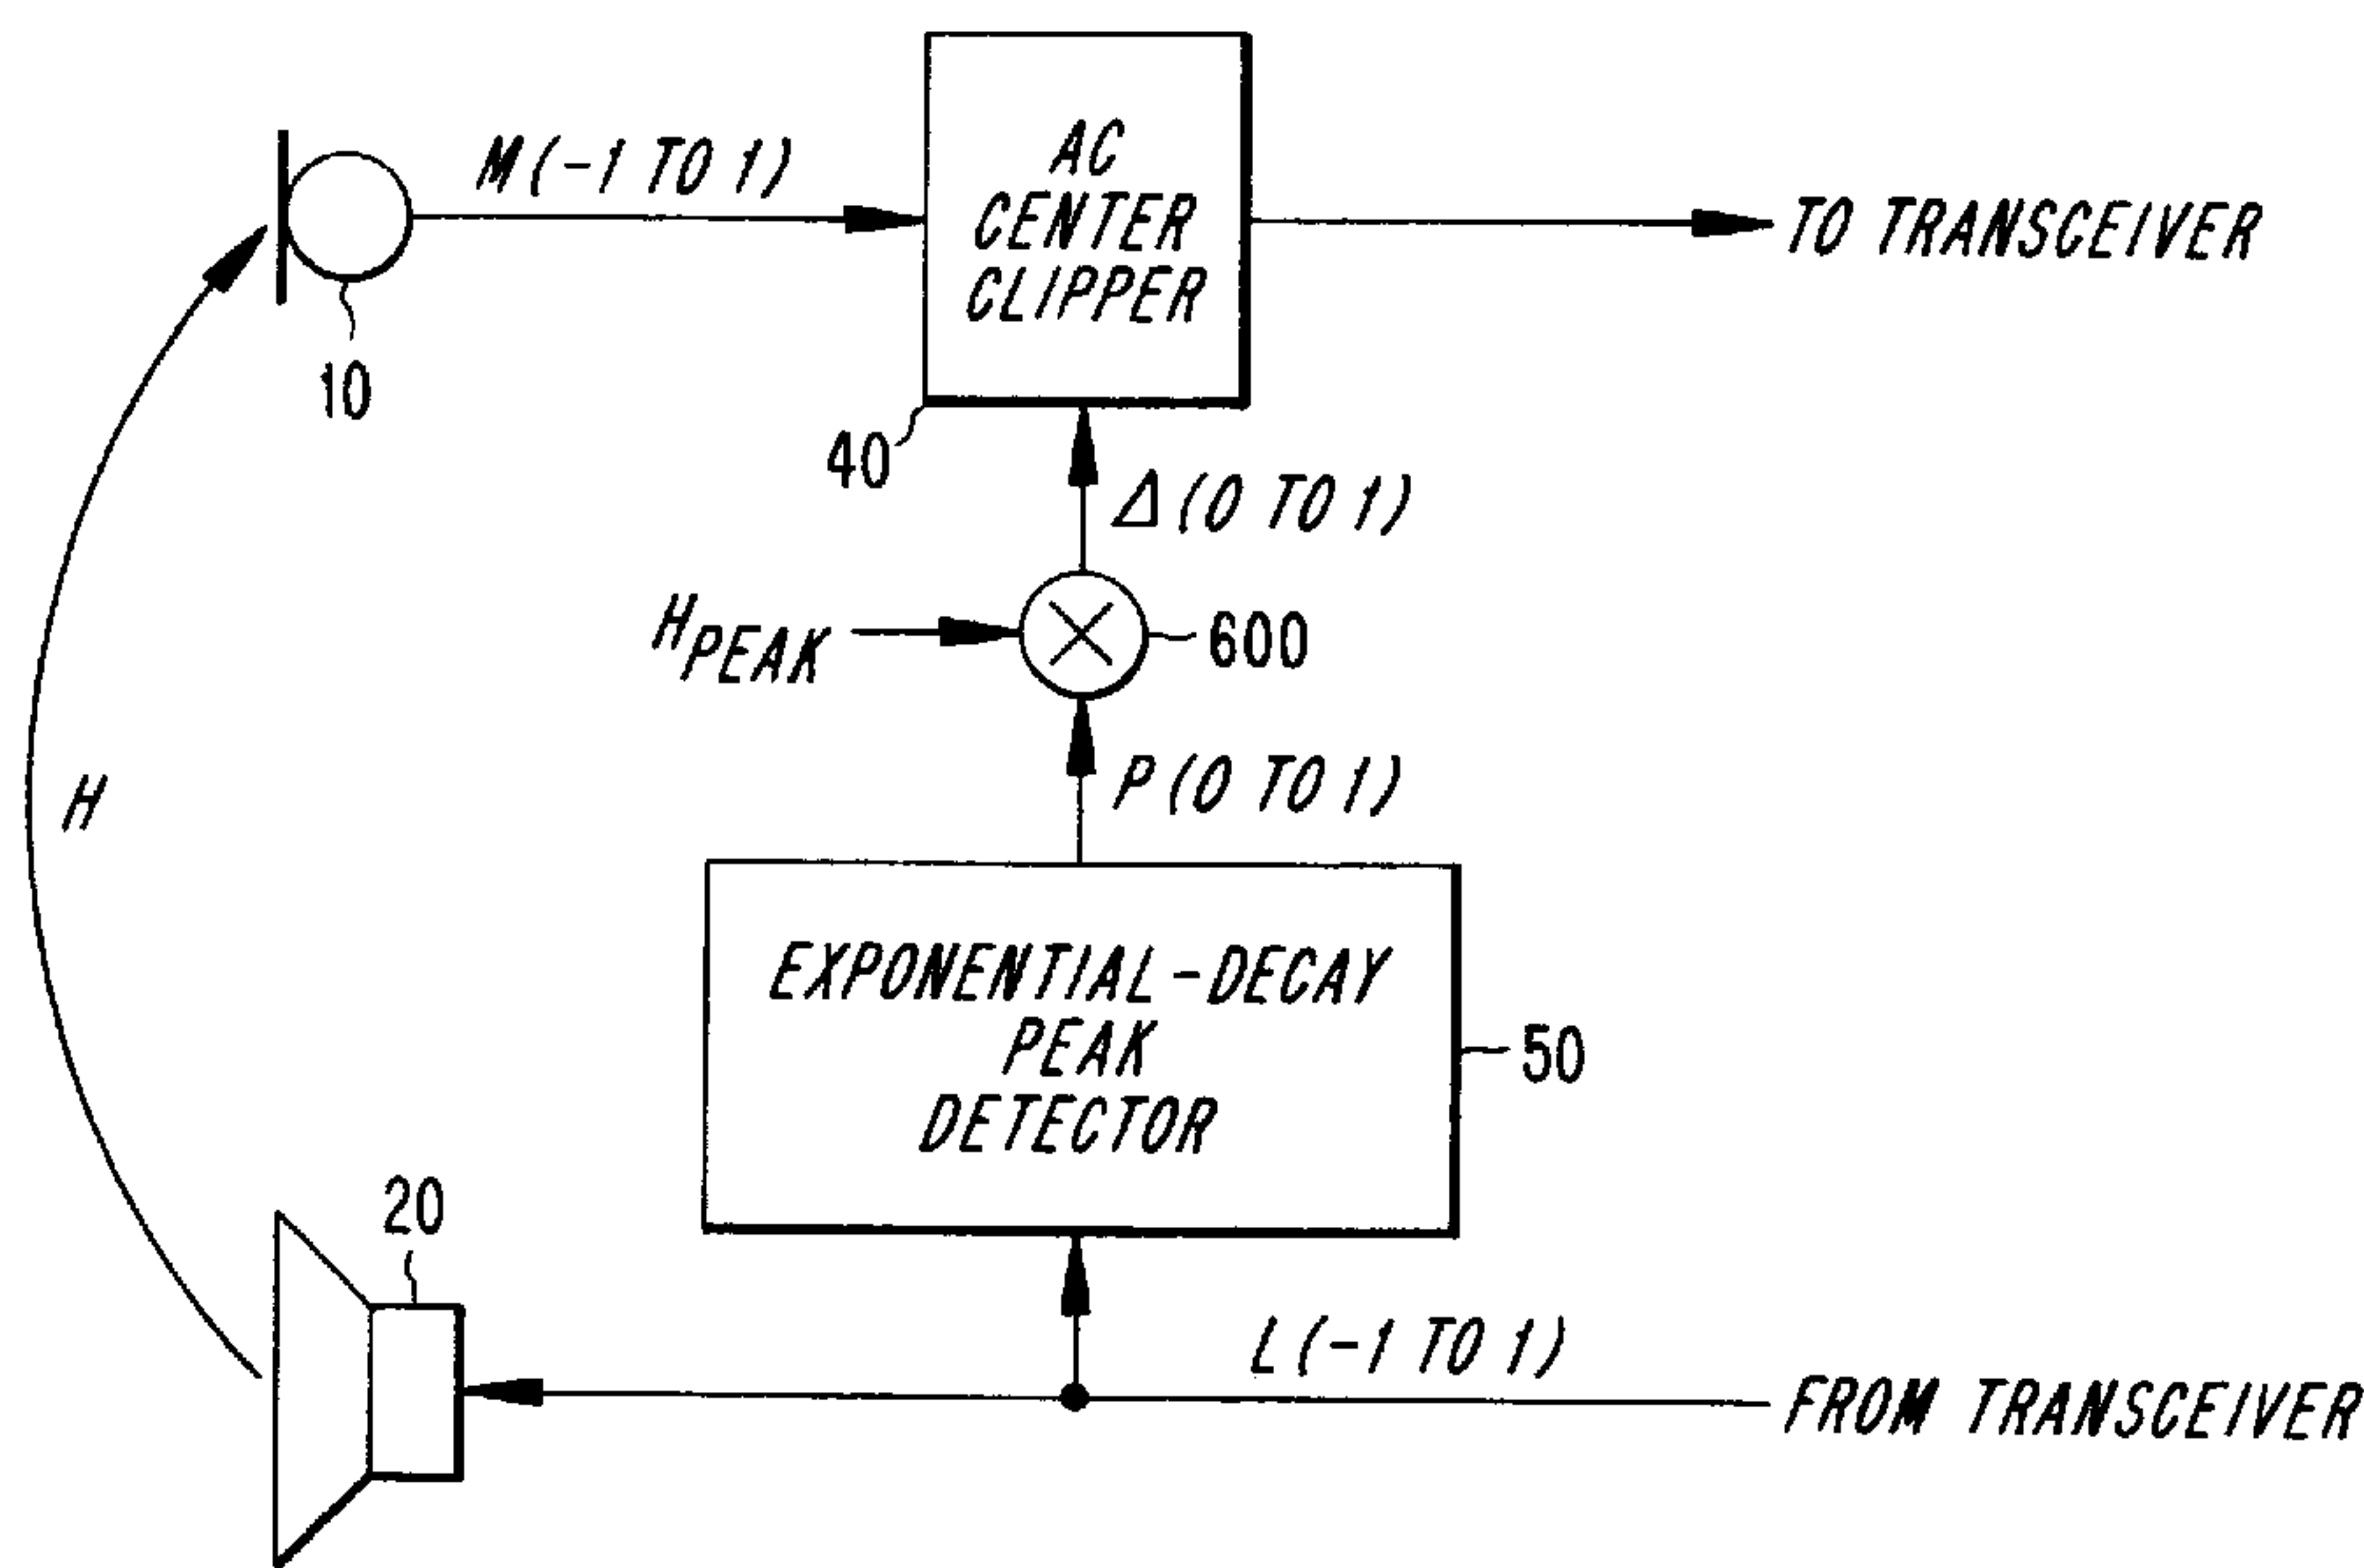 AC
CENTER
CLIPPER
M(-1 TO 1)
TO TRANSCEIVER
10
40
Δ(0 TO 1)
HPEAK
600
P(0 TO 1)
H
EXPONENTIAL-DECAY
PEAK
DETECTOR
50
20
L(-1 TO 1)
FROM TRANSCEIVER